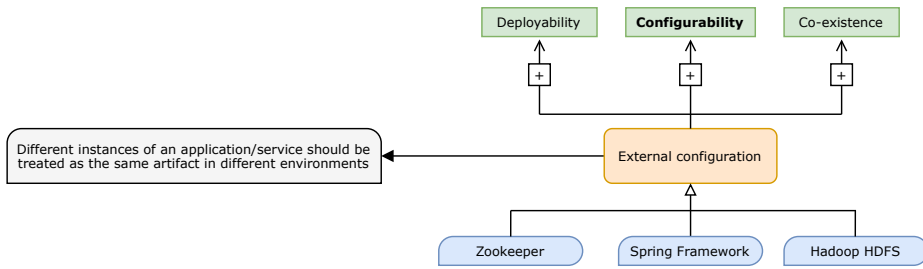 Deployability
Configurability
Co-existence
+
+
+
Different instances of an application/service should be
treated as the same artifact in different environments
External configuration
Zookeeper
Spring Framework
Hadoop HDFS